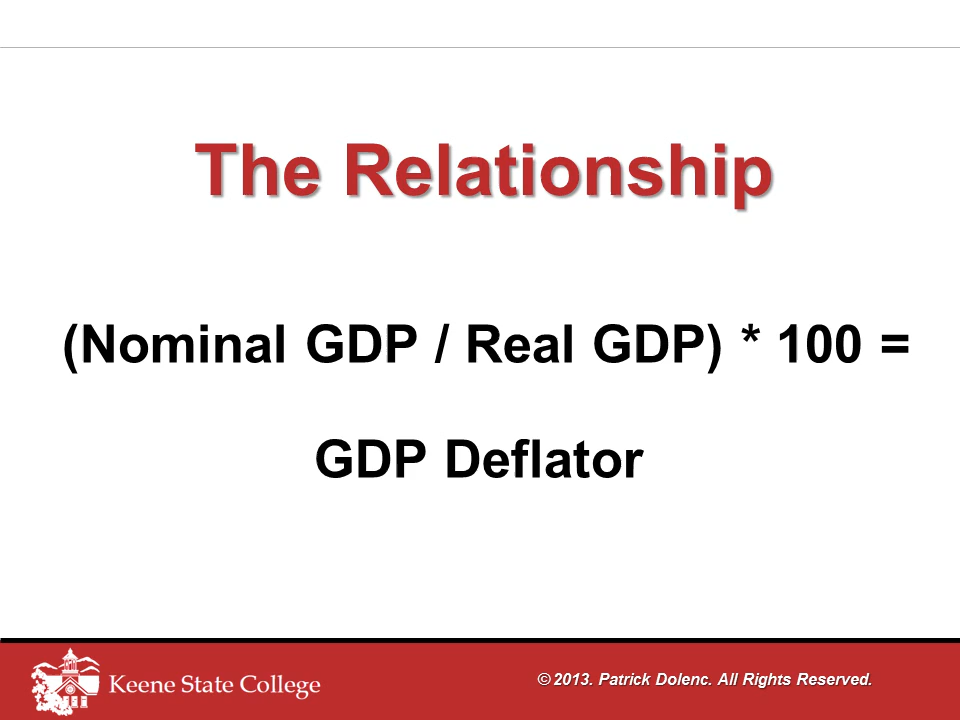 The Relationship
(Nominal GDP / Real GDP) * 100 =
GDP Deflator
Keene State College
© 2013. Patrick Dolenc. All Rights Reserved.